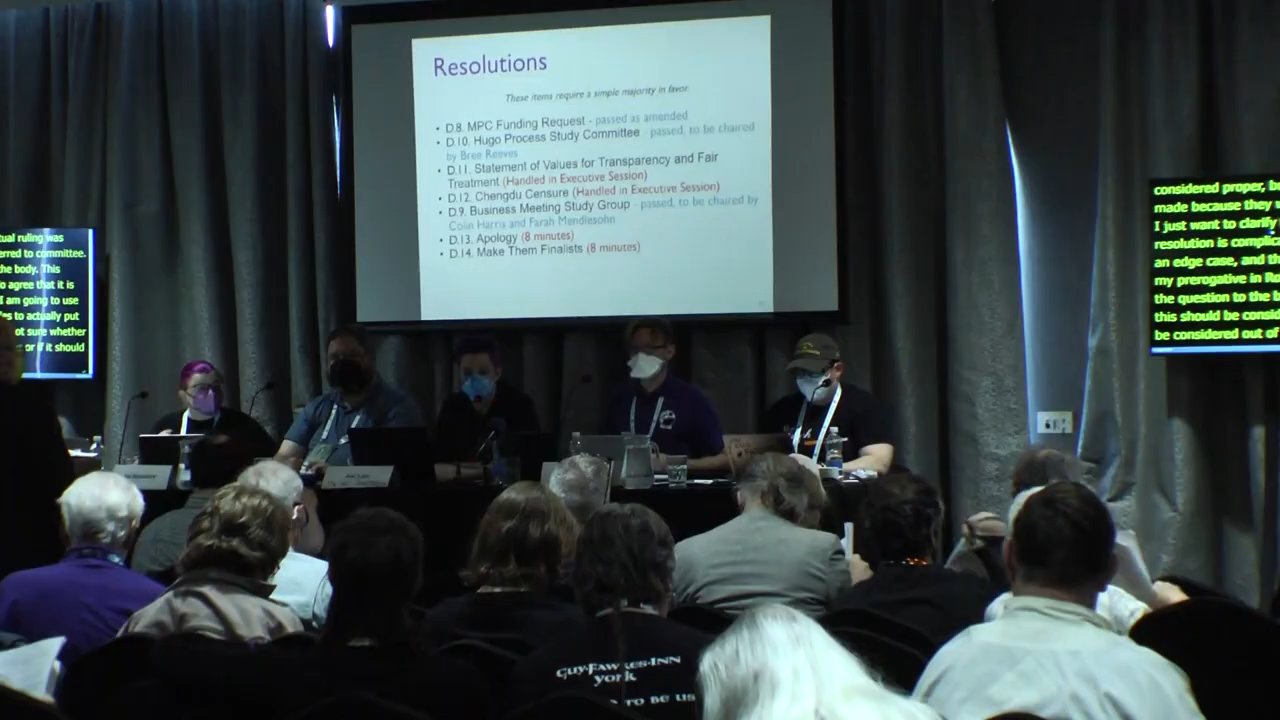 Resolutions
These items require a simple majority in favor.
• D.8. MPC Funding Request - passed as amended
• D.10. Hugo Process Study Committee - passed, to be chaired
by Bree Reeves
• D.11. Statement of Values for Transparency and Fair
Treatment (Handled in Executive Session)
• D.12. Chengdu Censure (Handled in Executive Session)
• D.9. Business Meeting Study Group - passed, to be chaired by
Colin Harris and Farah Mendlesohn
• D.13. Apology (8 minutes)
• D.14. Make Them Finalists (8 minutes)
tual ruling was
erred to committee.
he body. This
o agree that it is
I am going to use
es to actually put
ot sure whether
or if it should
considered proper, b
made because they
I just want to clarify
resolution is complic
an edge case, and th
my prerogative in Ro
the question to the b
this should be consid
be considered out of
GUY-FAWKES-INN
york
TO BE US